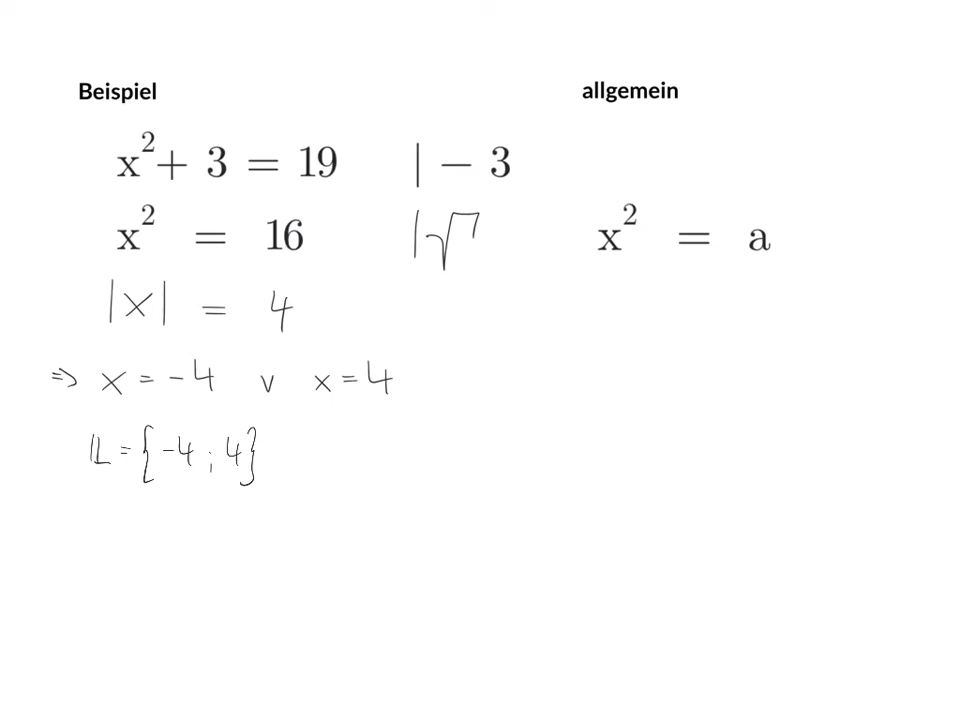 Beispiel
allgemein
x² + 3 = 19 | − 3
x² = 16 |√
x² = a
|x| = 4
⇒ x = −4 ∨ x = 4
𝕃 = {−4 ; 4}